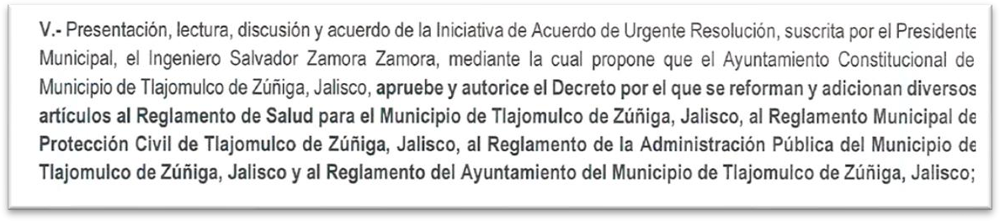 V.- Presentación, lectura, discusión y acuerdo de la Iniciativa de Acuerdo de Urgente Resolución, suscrita por el Presidente
Municipal, el Ingeniero Salvador Zamora Zamora, mediante la cual propone que el Ayuntamiento Constitucional de
Municipio de Tlajomulco de Zúñiga, Jalisco, apruebe y autorice el Decreto por el que se reforman y adicionan diversos
artículos al Reglamento de Salud para el Municipio de Tlajomulco de Zúñiga, Jalisco, al Reglamento Municipal de
Protección Civil de Tlajomulco de Zúñiga, Jalisco, al Reglamento de la Administración Pública del Municipio de
Tlajomulco de Zúñiga, Jalisco y al Reglamento del Ayuntamiento del Municipio de Tlajomulco de Zúñiga, Jalisco;